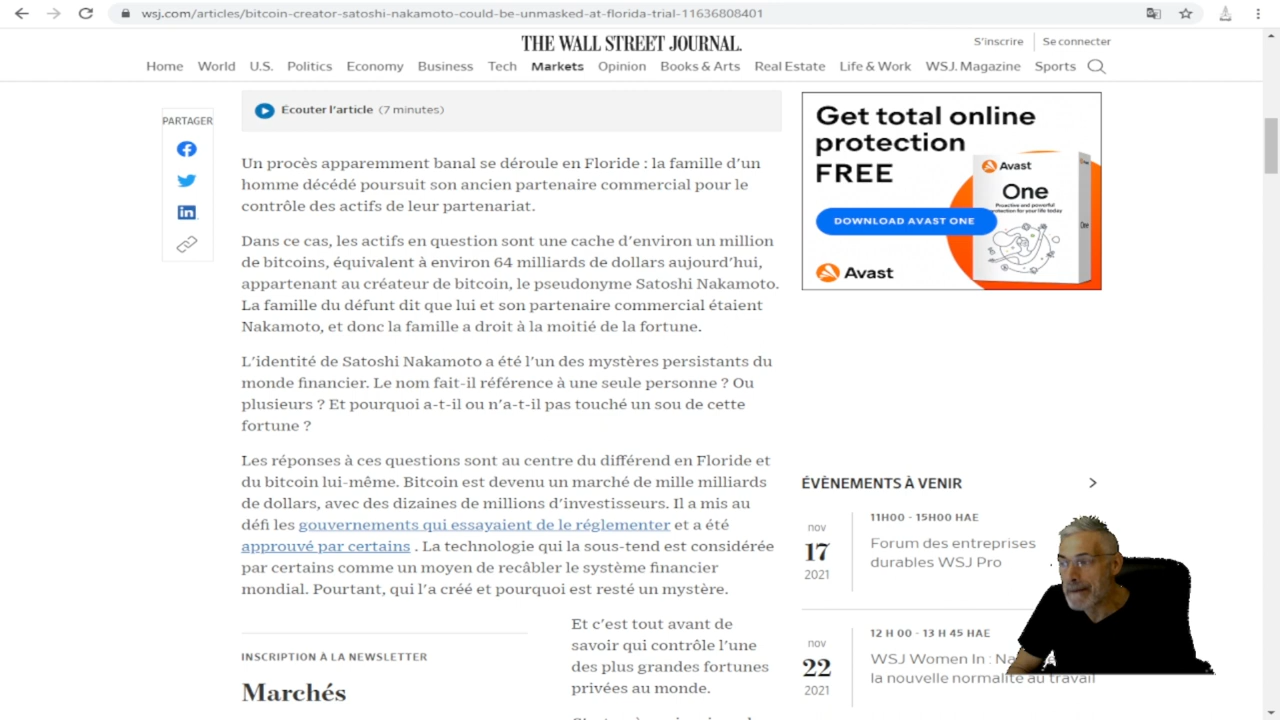 wsj.com/articles/bitcoin-creator-satoshi-nakamoto-could-be-unmasked-at-florida-trial-11636808401
THE WALL STREET JOURNAL.
S'inscrire
Se connecter
Home World U.S. Politics Economy Business Tech Markets Opinion Books & Arts Real Estate Life & Work WSJ. Magazine Sports
PARTAGER
Écouter l'article (7 minutes)
Un procès apparemment banal se déroule en Floride : la famille d'un
homme décédé poursuit son ancien partenaire commercial pour le
contrôle des actifs de leur partenariat.
Dans ce cas, les actifs en question sont une cache d'environ un million
de bitcoins, équivalent à environ 64 milliards de dollars aujourd'hui,
appartenant au créateur de bitcoin, le pseudonyme Satoshi Nakamoto.
La famille du défunt dit que lui et son partenaire commercial étaient
Nakamoto, et donc la famille a droit à la moitié de la fortune.
L'identité de Satoshi Nakamoto a été l'un des mystères persistants du
monde financier. Le nom fait-il référence à une seule personne ? Ou
plusieurs ? Et pourquoi a-t-il ou n'a-t-il pas touché un sou de cette
fortune ?
Les réponses à ces questions sont au centre du différend en Floride et
du bitcoin lui-même. Bitcoin est devenu un marché de mille milliards
de dollars, avec des dizaines de millions d'investisseurs. Il a mis au
défi les gouvernements qui essayaient de le réglementer et a été
approuvé par certains . La technologie qui la sous-tend est considérée
par certains comme un moyen de recâbler le système financier
mondial. Pourtant, qui l'a créé et pourquoi est resté un mystère.
INSCRIPTION À LA NEWSLETTER
Marchés
Et c'est tout avant de
savoir qui contrôle l'une
des plus grandes fortunes
privées au monde.
Get total online
protection
FREE
DOWNLOAD AVAST ONE
Avast
Avast
One
Proactive and powerful
protection for your life today
One
ÉVÈNEMENTS À VENIR
nov
17
2021
11H00 - 15H00 HAE
Forum des entreprises
durables WSJ Pro
nov
22
2021
12 H 00 - 13 H 45 HAE
WSJ Women In :
la nouvelle normalité au travail